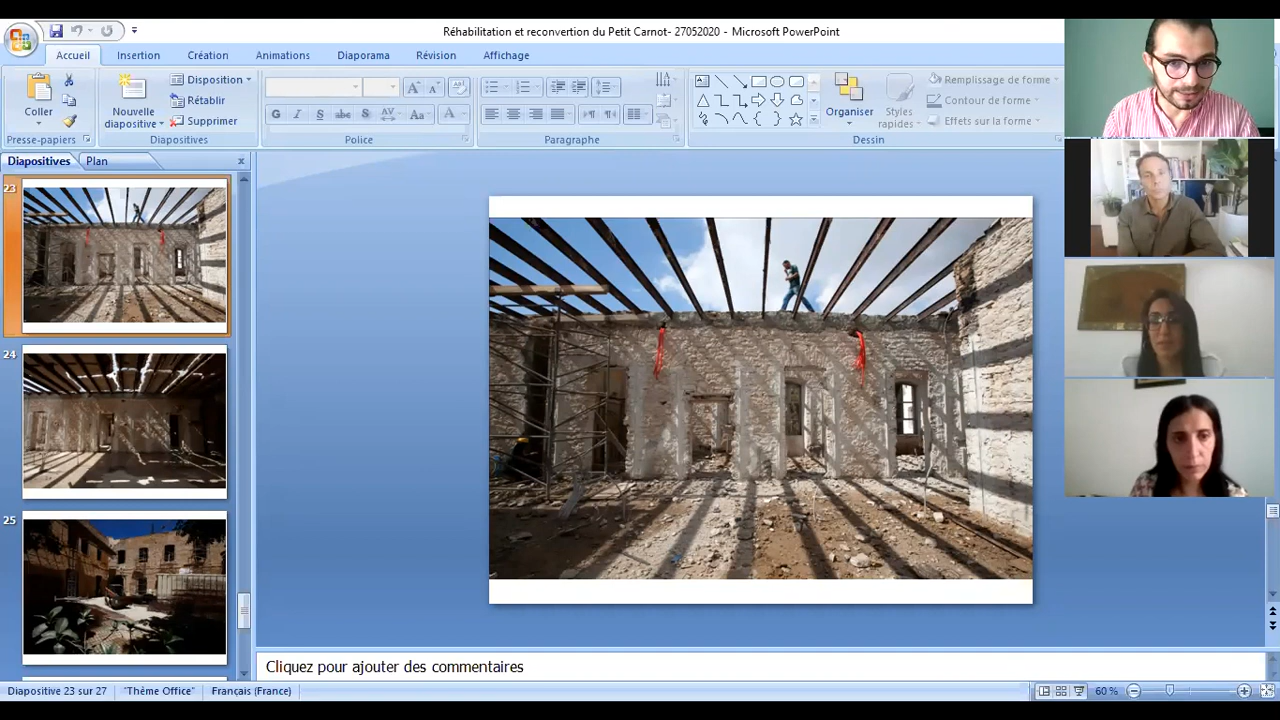 Réhabilitation et reconvertion du Petit Carnot- 27052020 - Microsoft PowerPoint
Accueil Insertion Création Animations Diaporama Révision Affichage
Coller
Presse-papiers
Nouvelle diapositive
Disposition
Rétablir
Supprimer
Diapositives
G I S abc AV Aa A
Police
Paragraphe
Organiser
Styles rapides
Remplissage de forme
Contour de forme
Effets sur la forme
Dessin
Diapositives Plan
23
24
25
Cliquez pour ajouter des commentaires
Diapositive 23 sur 27 "Thème Office" Français (France) 60 %